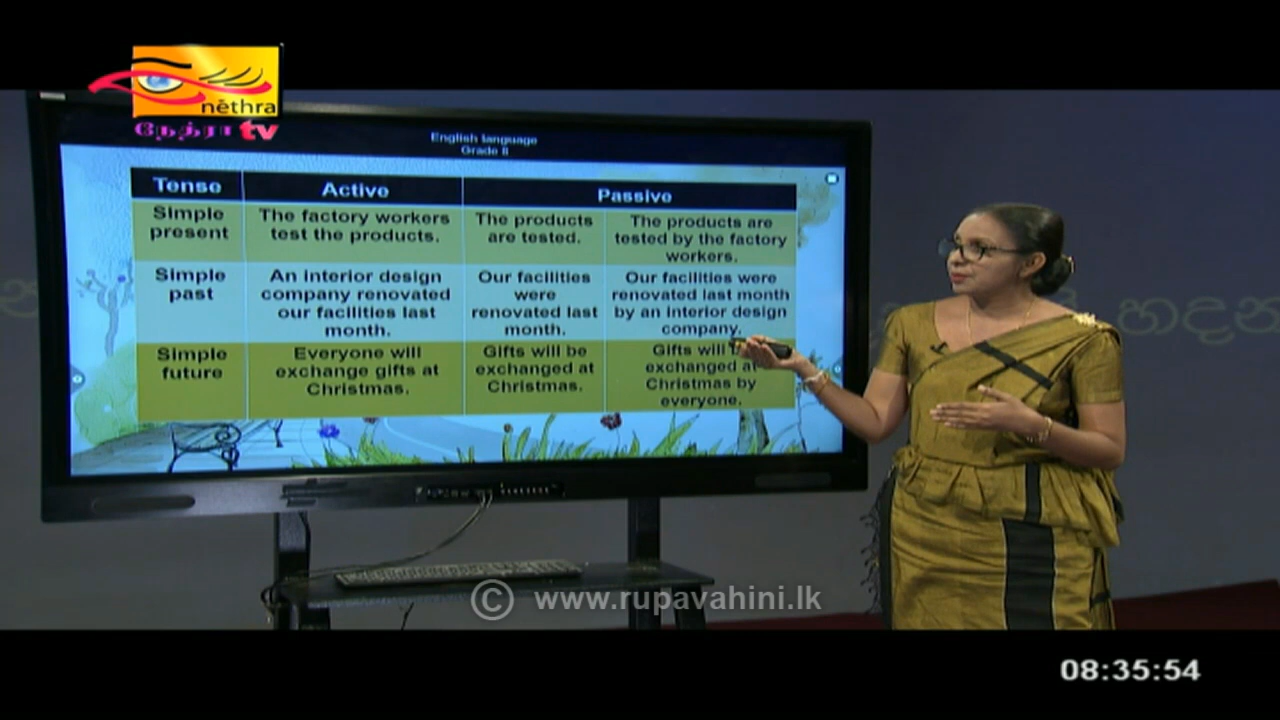 nēthra
நேத்ரா tv
English language
Grade 8
Tense Active Passive
Simple present
The factory workers test the products.
The products are tested.
The products are tested by the factory workers.
Simple past
An interior design company renovated our facilities last month.
Our facilities were renovated last month.
Our facilities were renovated last month by an interior design company.
Simple future
Everyone will exchange gifts at Christmas.
Gifts will be exchanged at Christmas.
Gifts will exchanged at Christmas by everyone.
හදන
© www.rupavahini.lk
08:35:54